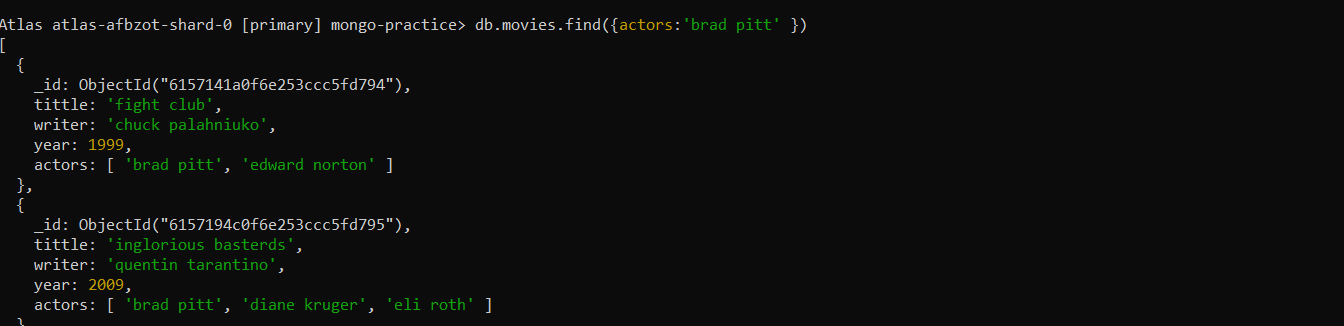 Atlas atlas-afbzot-shard-0 [primary] mongo-practice> db.movies.find({actors:'brad pitt' })
[
  {
    _id: ObjectId("6157141a0f6e253ccc5fd794"),
    tittle: 'fight club',
    writer: 'chuck palahniuko',
    year: 1999,
    actors: [ 'brad pitt', 'edward norton' ]
  },
  {
    _id: ObjectId("6157194c0f6e253ccc5fd795"),
    tittle: 'inglorious basterds',
    writer: 'quentin tarantino',
    year: 2009,
    actors: [ 'brad pitt', 'diane kruger', 'eli roth' ]
  }